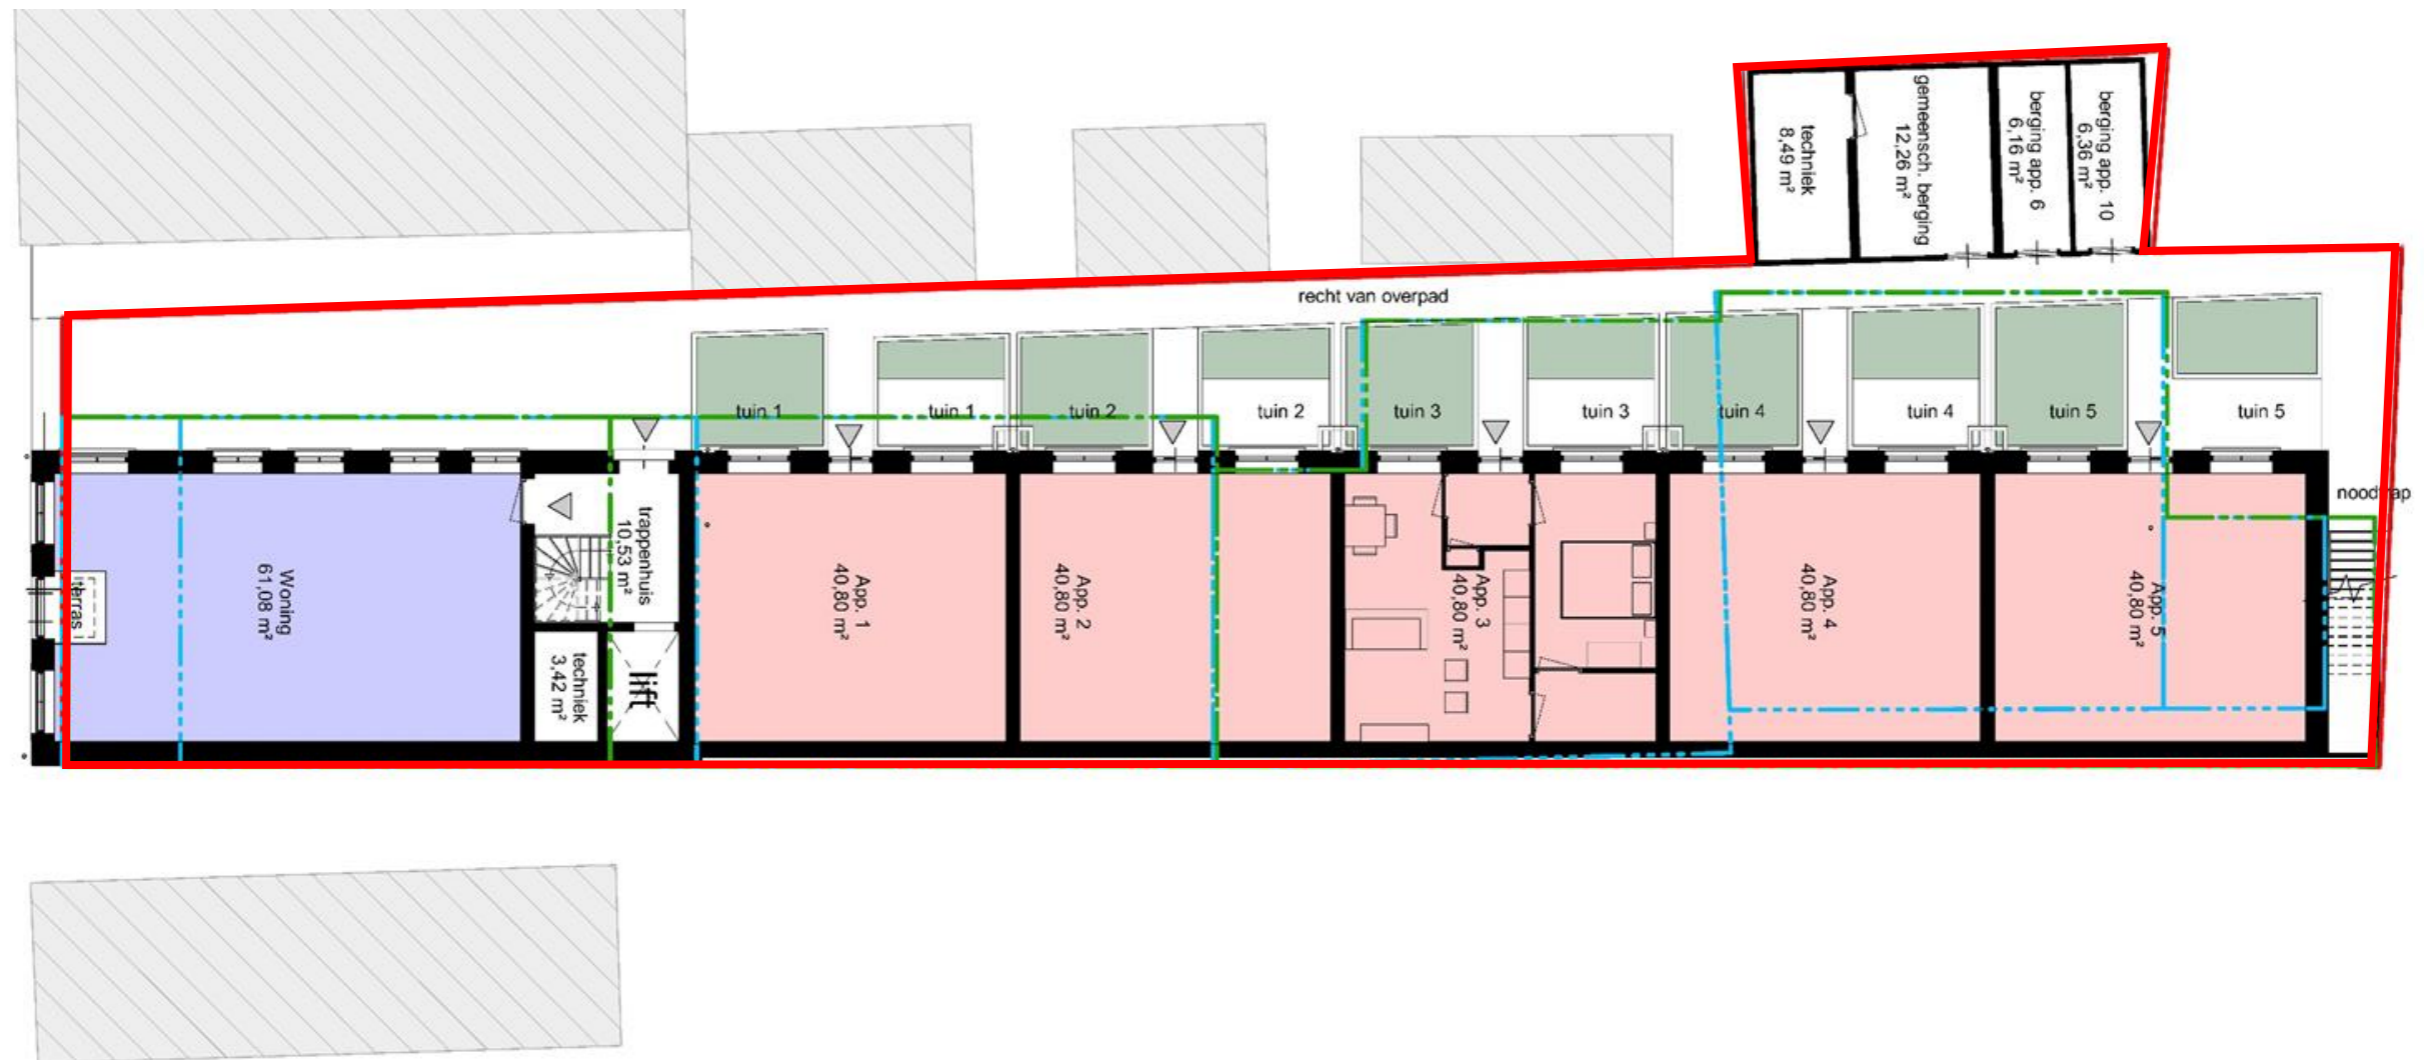 techniek
8,49 m²
gemeensch. berging
12,26 m²
berging app. 6
6,16 m²
berging app. 10
6,36 m²
recht van overpad
tuin 1
tuin 1
tuin 2
tuin 2
tuin 3
tuin 3
tuin 4
tuin 4
tuin 5
tuin 5
noodtrap
terras
Woning
61,08 m²
trappenhuis
10,53 m²
techniek
3,42 m²
lift
App. 1
40,80 m²
App. 2
40,80 m²
App. 3
40,80 m²
App. 4
40,80 m²
App. 5
40,80 m²